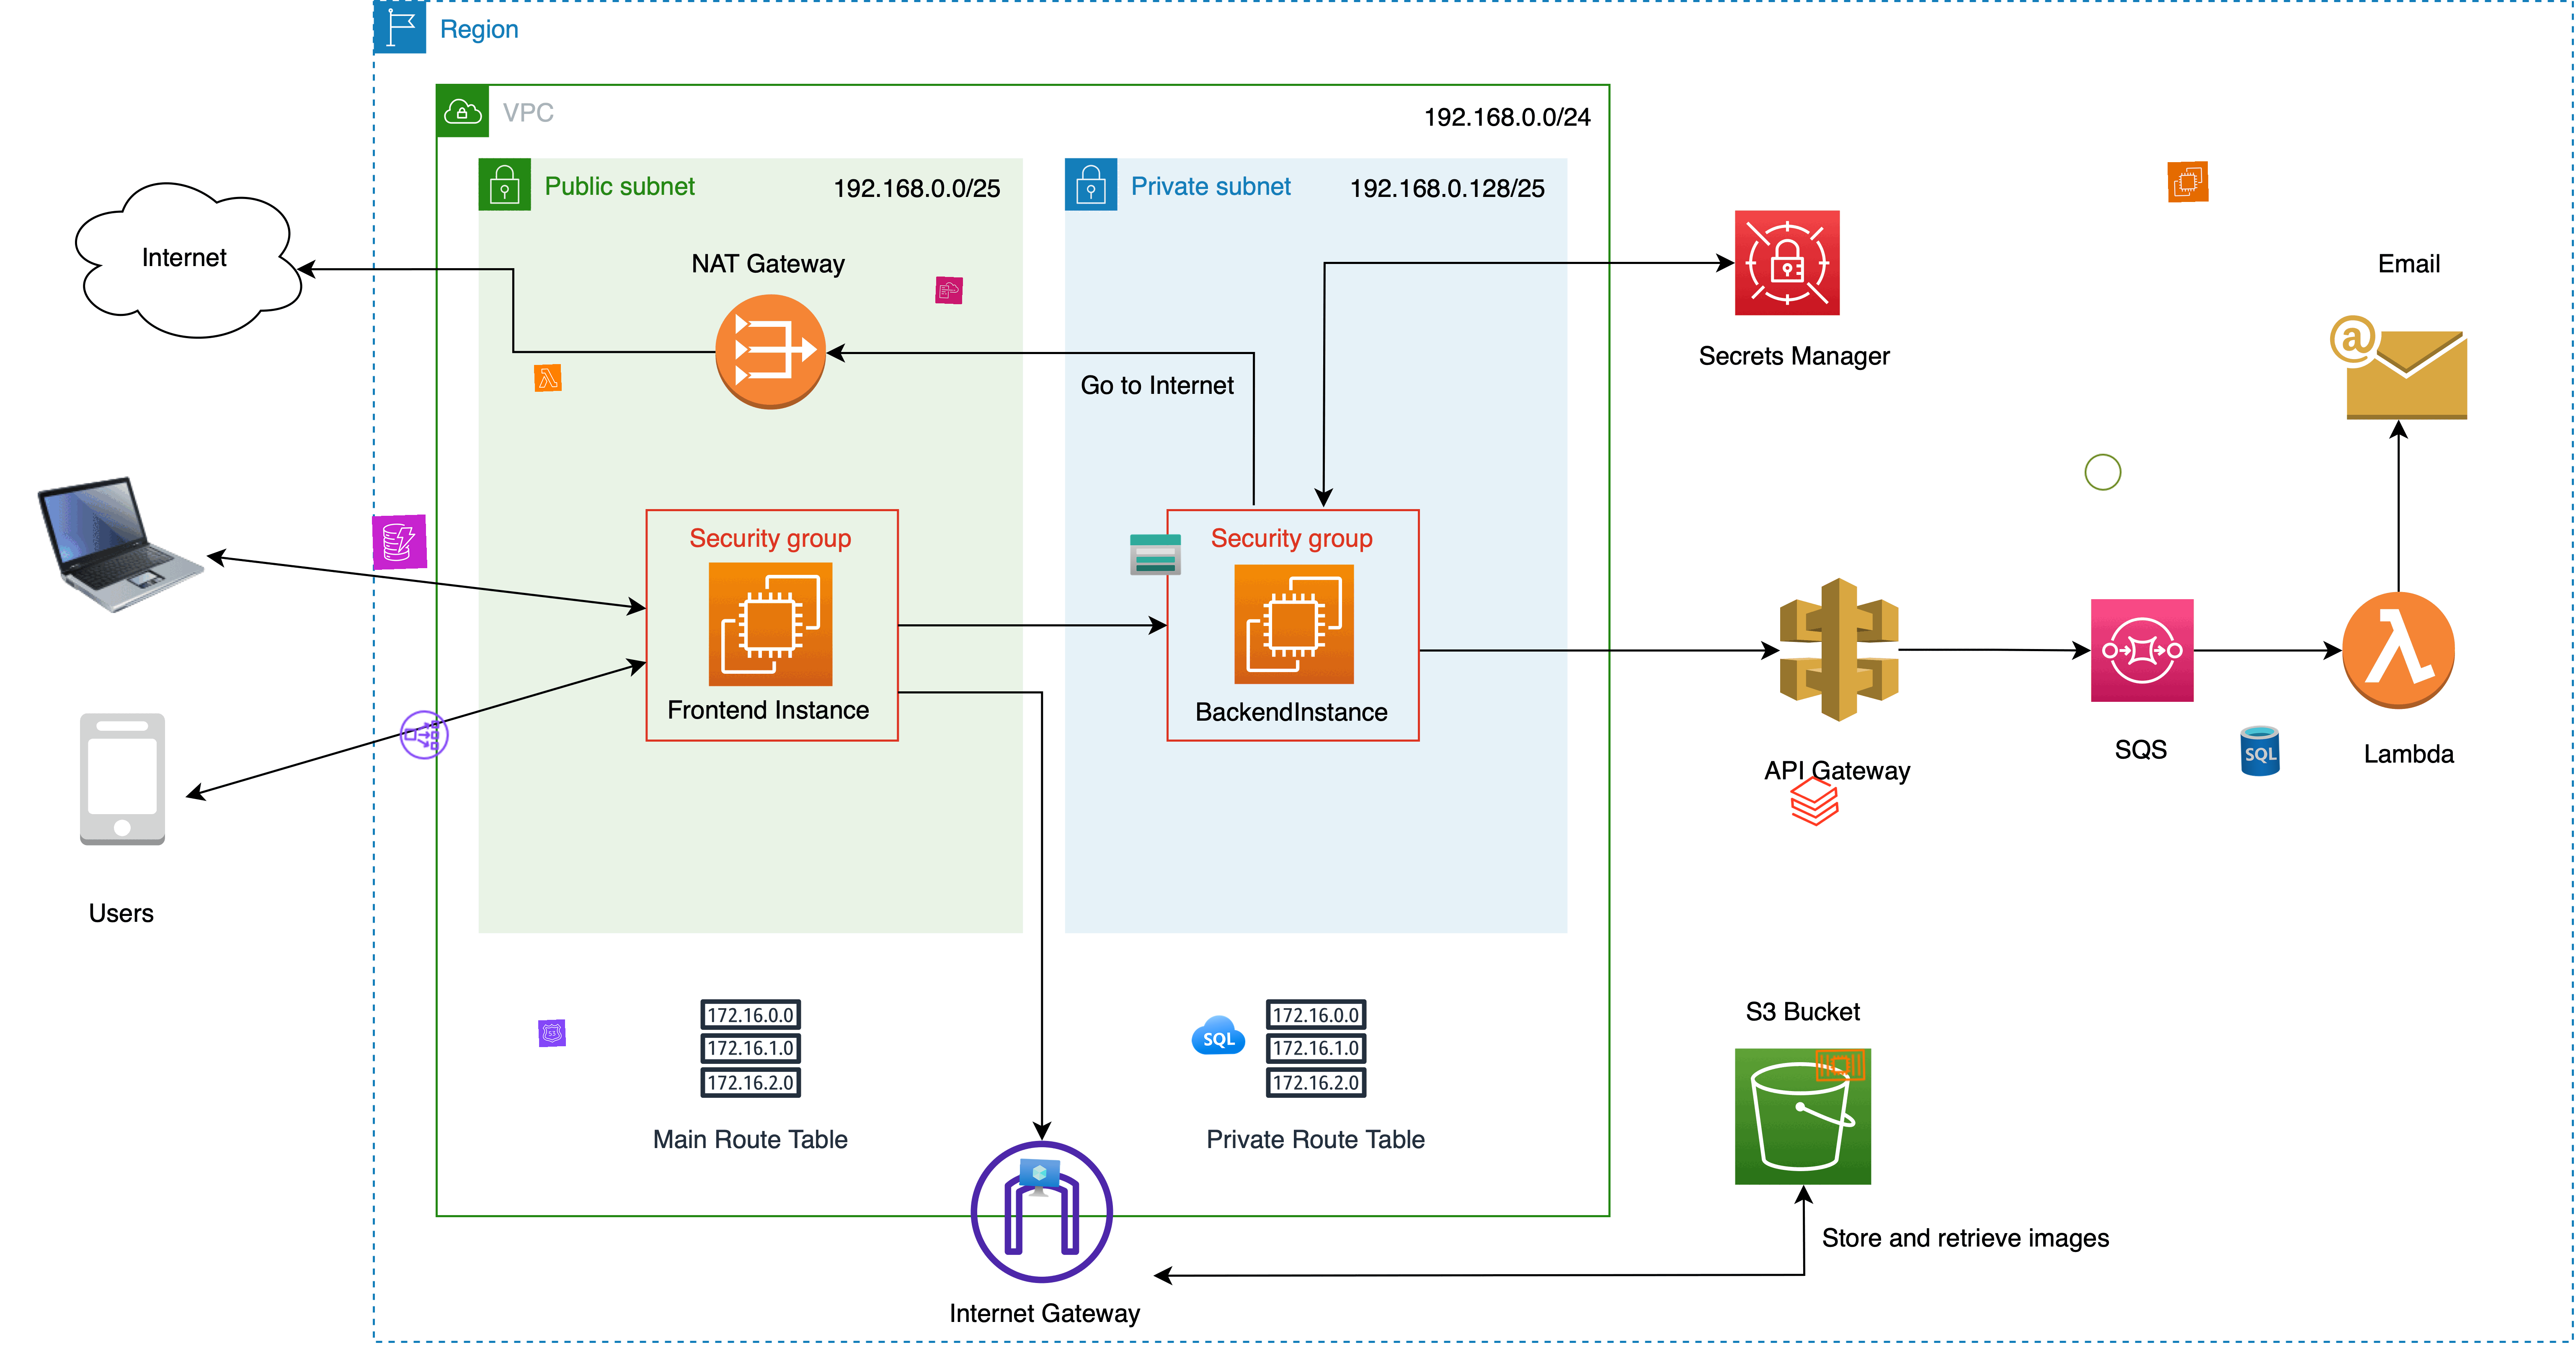 Region
VPC
192.168.0.0/24
Public subnet
192.168.0.0/25
Private subnet
192.168.0.128/25
Internet
NAT Gateway
Go to Internet
Secrets Manager
Email
@
Security group
Frontend Instance
Security group
BackendInstance
API Gateway
SQS
SQL
Lambda
Users
172.16.0.0
172.16.1.0
172.16.2.0
Main Route Table
SQL
172.16.0.0
172.16.1.0
172.16.2.0
Private Route Table
S3
S3 Bucket
Store and retrieve images
Internet Gateway